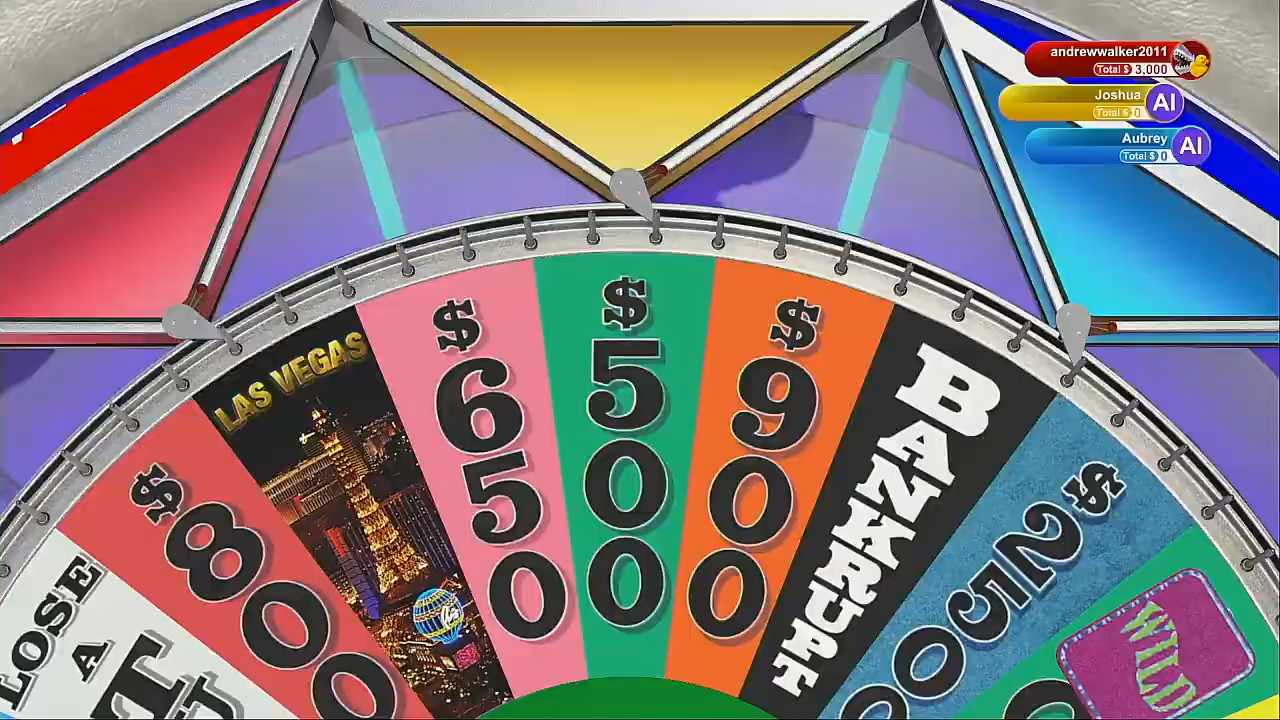 andrewwalker2011
Total $ 3,000
Joshua
AI
Total $ 0
Aubrey
AI
Total $ 0
LOSE
A
$800
LAS VEGAS
$650
$500
$900
BANKRUPT
$2500
WILD